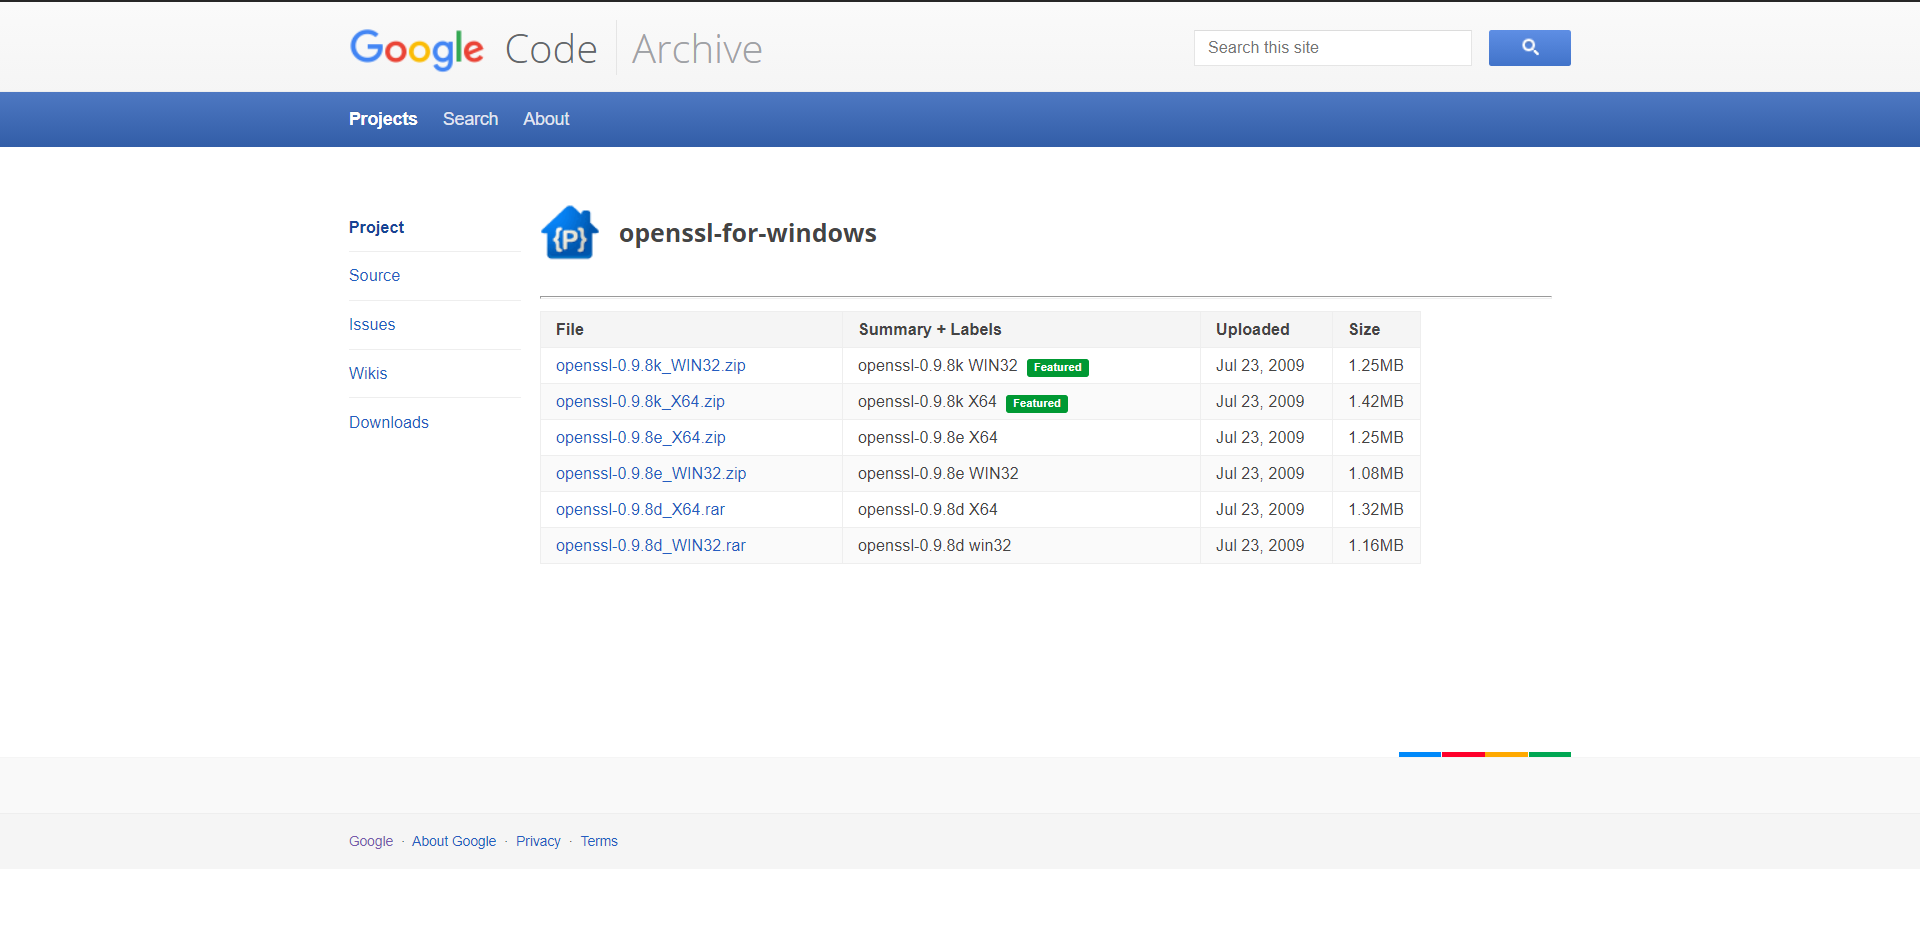 Google Code Archive
Search this site
Projects Search About
Project
Source
Issues
Wikis
Downloads
{P} openssl-for-windows
File Summary + Labels Uploaded Size
openssl-0.9.8k_WIN32.zip openssl-0.9.8k WIN32 Featured Jul 23, 2009 1.25MB
openssl-0.9.8k_X64.zip openssl-0.9.8k X64 Featured Jul 23, 2009 1.42MB
openssl-0.9.8e_X64.zip openssl-0.9.8e X64 Jul 23, 2009 1.25MB
openssl-0.9.8e_WIN32.zip openssl-0.9.8e WIN32 Jul 23, 2009 1.08MB
openssl-0.9.8d_X64.rar openssl-0.9.8d X64 Jul 23, 2009 1.32MB
openssl-0.9.8d_WIN32.rar openssl-0.9.8d win32 Jul 23, 2009 1.16MB
Google · About Google · Privacy · Terms